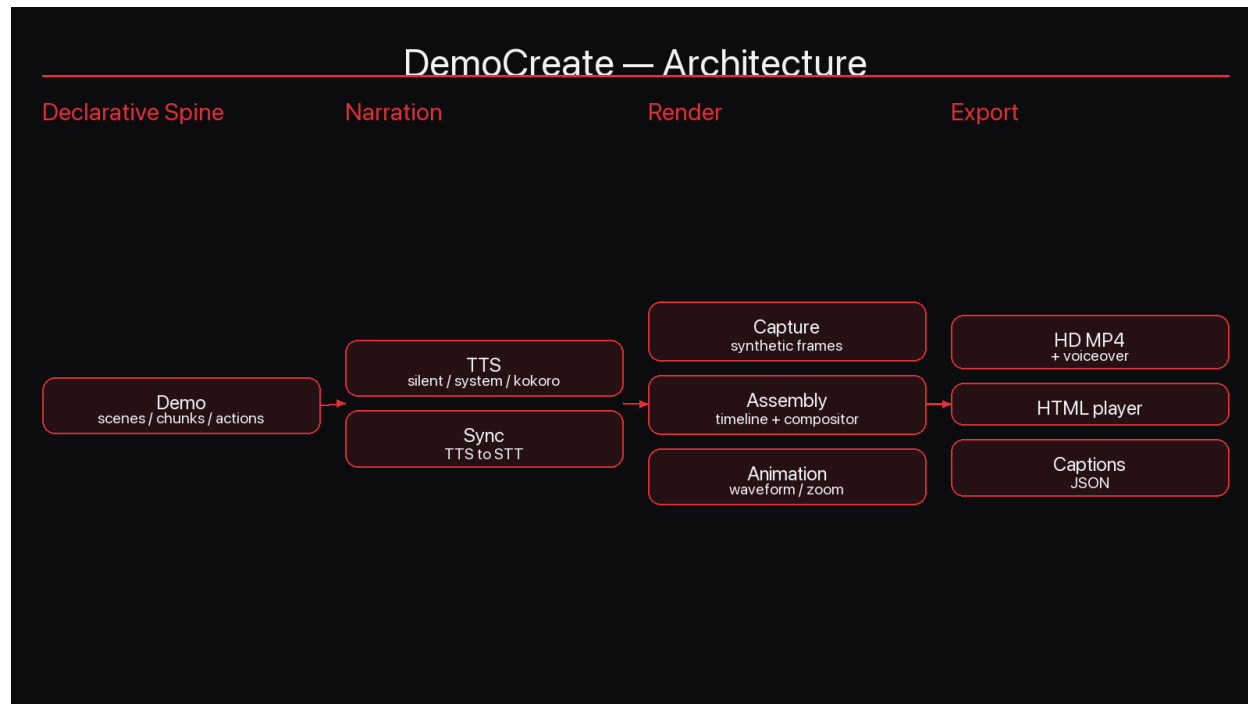 DemoCreate — Architecture
Declarative Spine
Narration
Render
Export
Demo
scenes / chunks / actions
TTS
silent / system / kokoro
Sync
TTS to STT
Capture
synthetic frames
Assembly
timeline + compositor
Animation
waveform / zoom
HD MP4
+ voiceover
HTML player
Captions
JSON